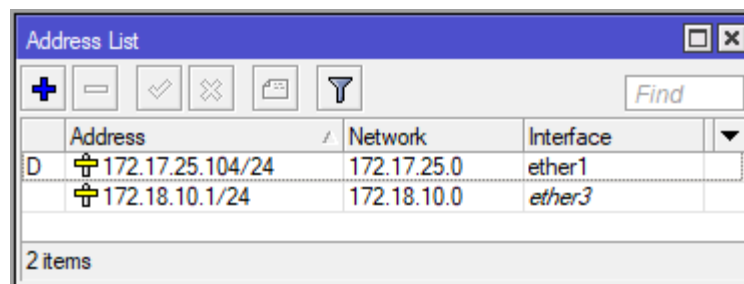 Address List
Find
Address Network Interface
D 172.17.25.104/24 172.17.25.0 ether1
172.18.10.1/24 172.18.10.0 ether3
2 items